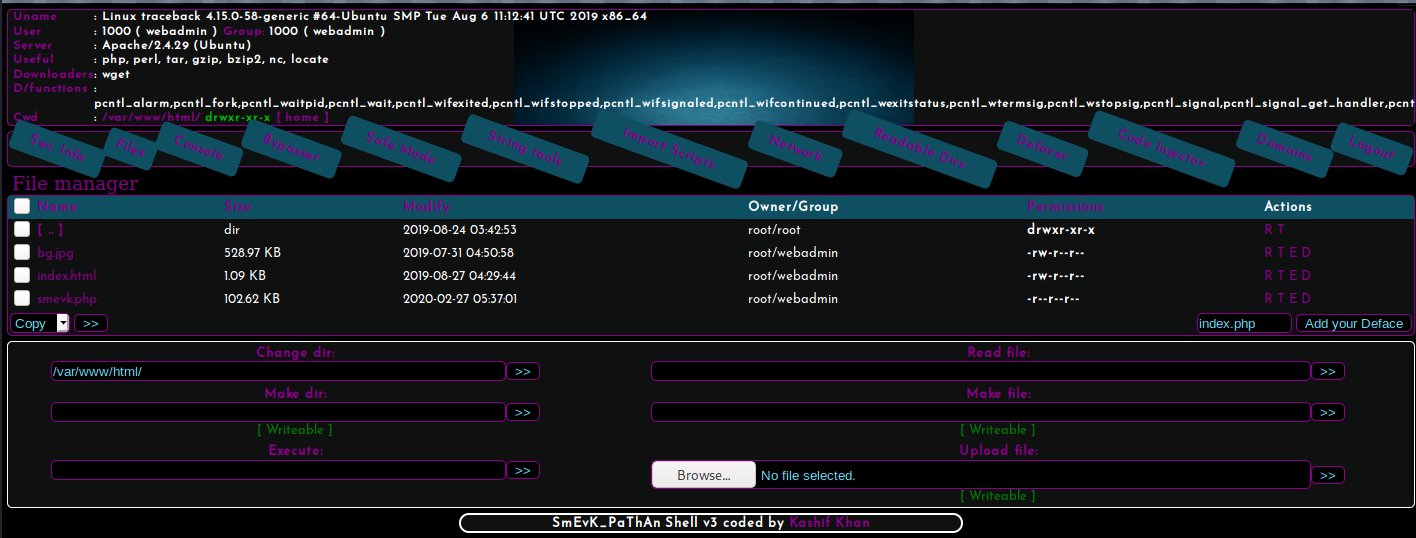 Uname : Linux traceback 4.15.0-58-generic #64-Ubuntu SMP Tue Aug 6 11:12:41 UTC 2019 x86_64
User : 1000 ( webadmin ) Group: 1000 ( webadmin )
Server : Apache/2.4.29 (Ubuntu)
Useful : php, perl, tar, gzip, bzip2, nc, locate
Downloaders : wget
D/functions :
pcntl_alarm,pcntl_fork,pcntl_waitpid,pcntl_wait,pcntl_wifexited,pcntl_wifstopped,pcntl_wifsignaled,pcntl_wifcontinued,pcntl_wexitstatus,pcntl_wtermsig,pcntl_wstopsig,pcntl_signal,pcntl_signal_get_handler,pcnt
Cwd : /var/www/html/ drwxr-xr-x [ home ]
Sec. Info Files Console Bypasser Safe Mode String tools Import Scripts Network Readable Dirs Defacer Code Injector Domains Logout
File manager
Name Size Modify Owner/Group Permissions Actions
[ .. ] dir 2019-08-24 03:42:53 root/root drwxr-xr-x R T
bg.jpg 528.97 KB 2019-07-31 04:50:58 root/webadmin -rw-r--r-- R T E D
index.html 1.09 KB 2019-08-27 04:29:44 root/webadmin -rw-r--r-- R T E D
smevk.php 102.62 KB 2020-02-27 05:37:01 root/webadmin -r--r--r-- R T E D
Copy >> index.php Add your Deface
Change dir: Read file:
/var/www/html/ >> >>
Make dir: Make file:
>> >>
[ Writeable ] [ Writeable ]
Execute: Upload file:
>> Browse... No file selected. >>
[ Writeable ]
SmEvK_PaThAn Shell v3 coded by Kashif Khan